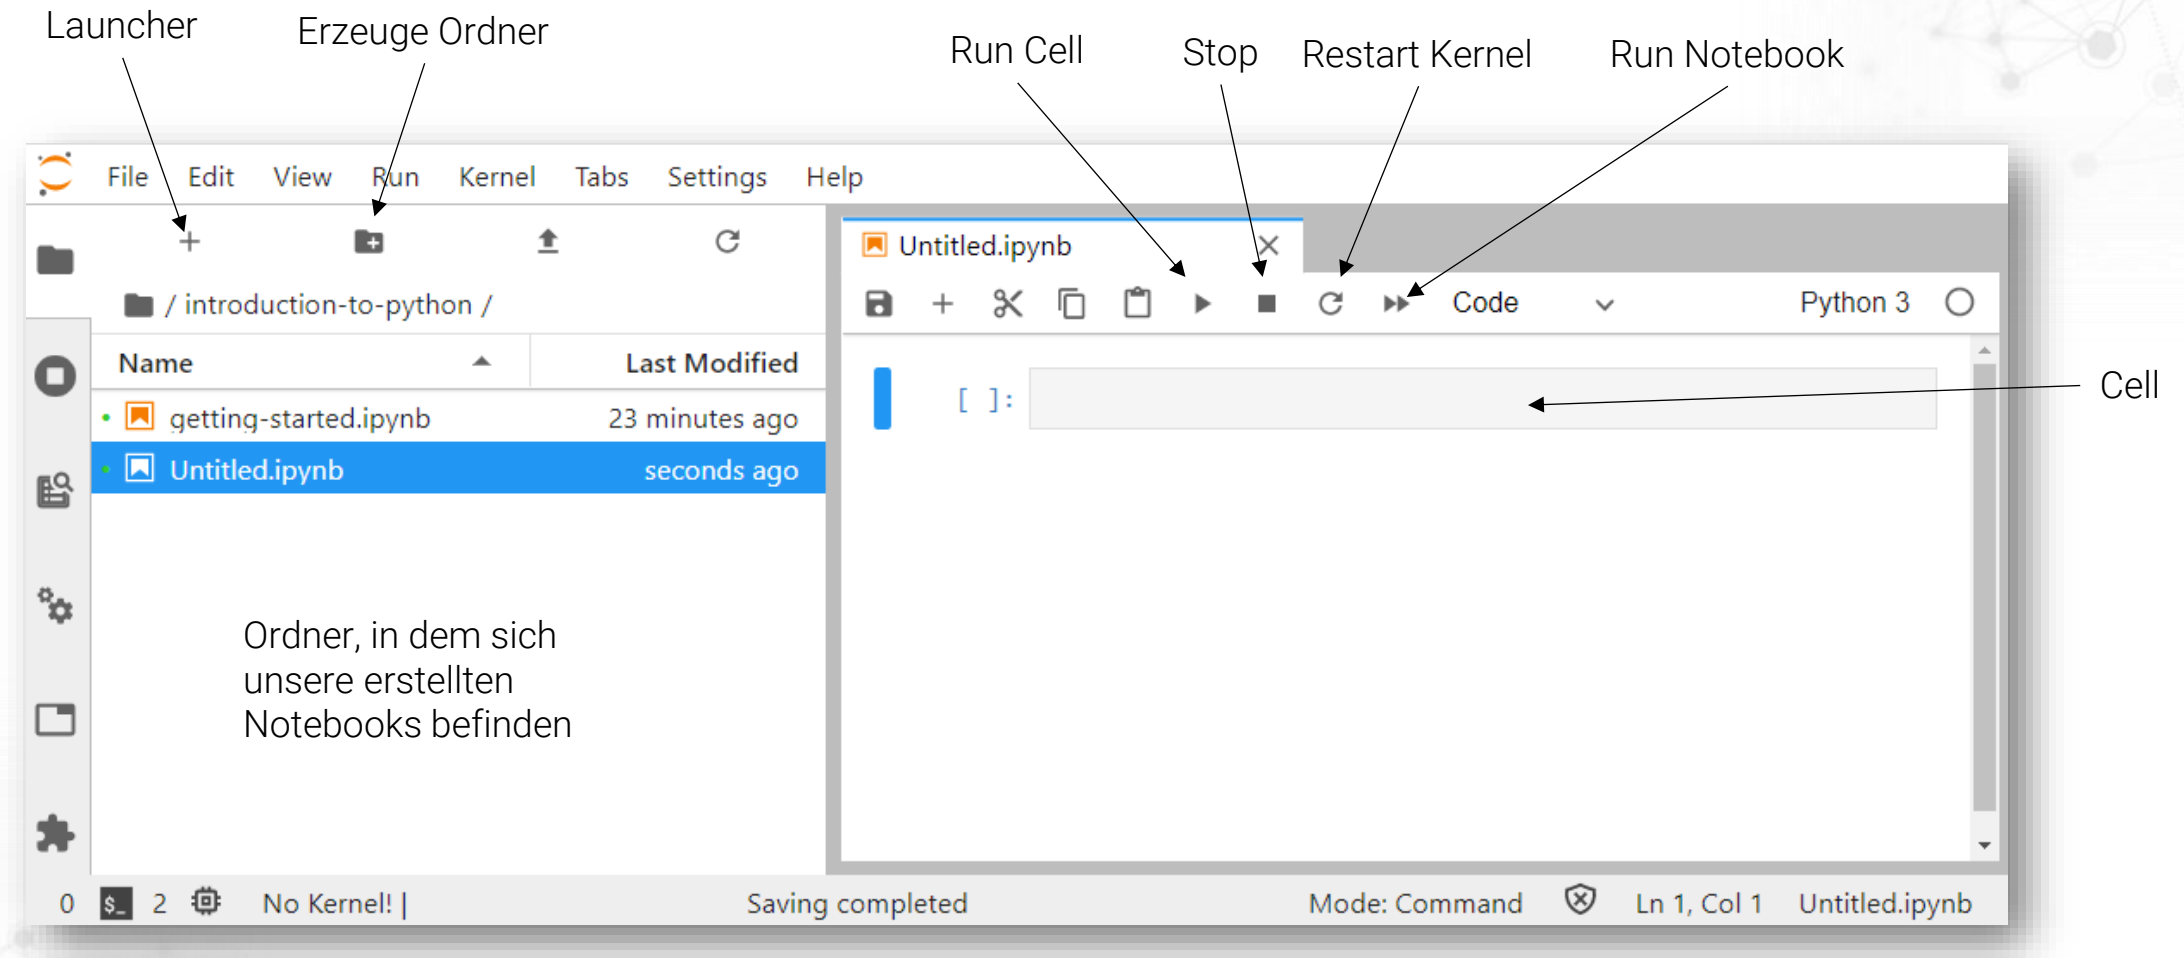 Launcher
Erzeuge Ordner
Run Cell
Stop
Restart Kernel
Run Notebook
File Edit View Run Kernel Tabs Settings Help
Untitled.ipynb
/ introduction-to-python /
Code
Python 3
Name
Last Modified
getting-started.ipynb 23 minutes ago
Untitled.ipynb seconds ago
[ ]:
Cell
Ordner, in dem sich
unsere erstellten
Notebooks befinden
0 $_ 2 No Kernel! | Saving completed Mode: Command Ln 1, Col 1 Untitled.ipynb